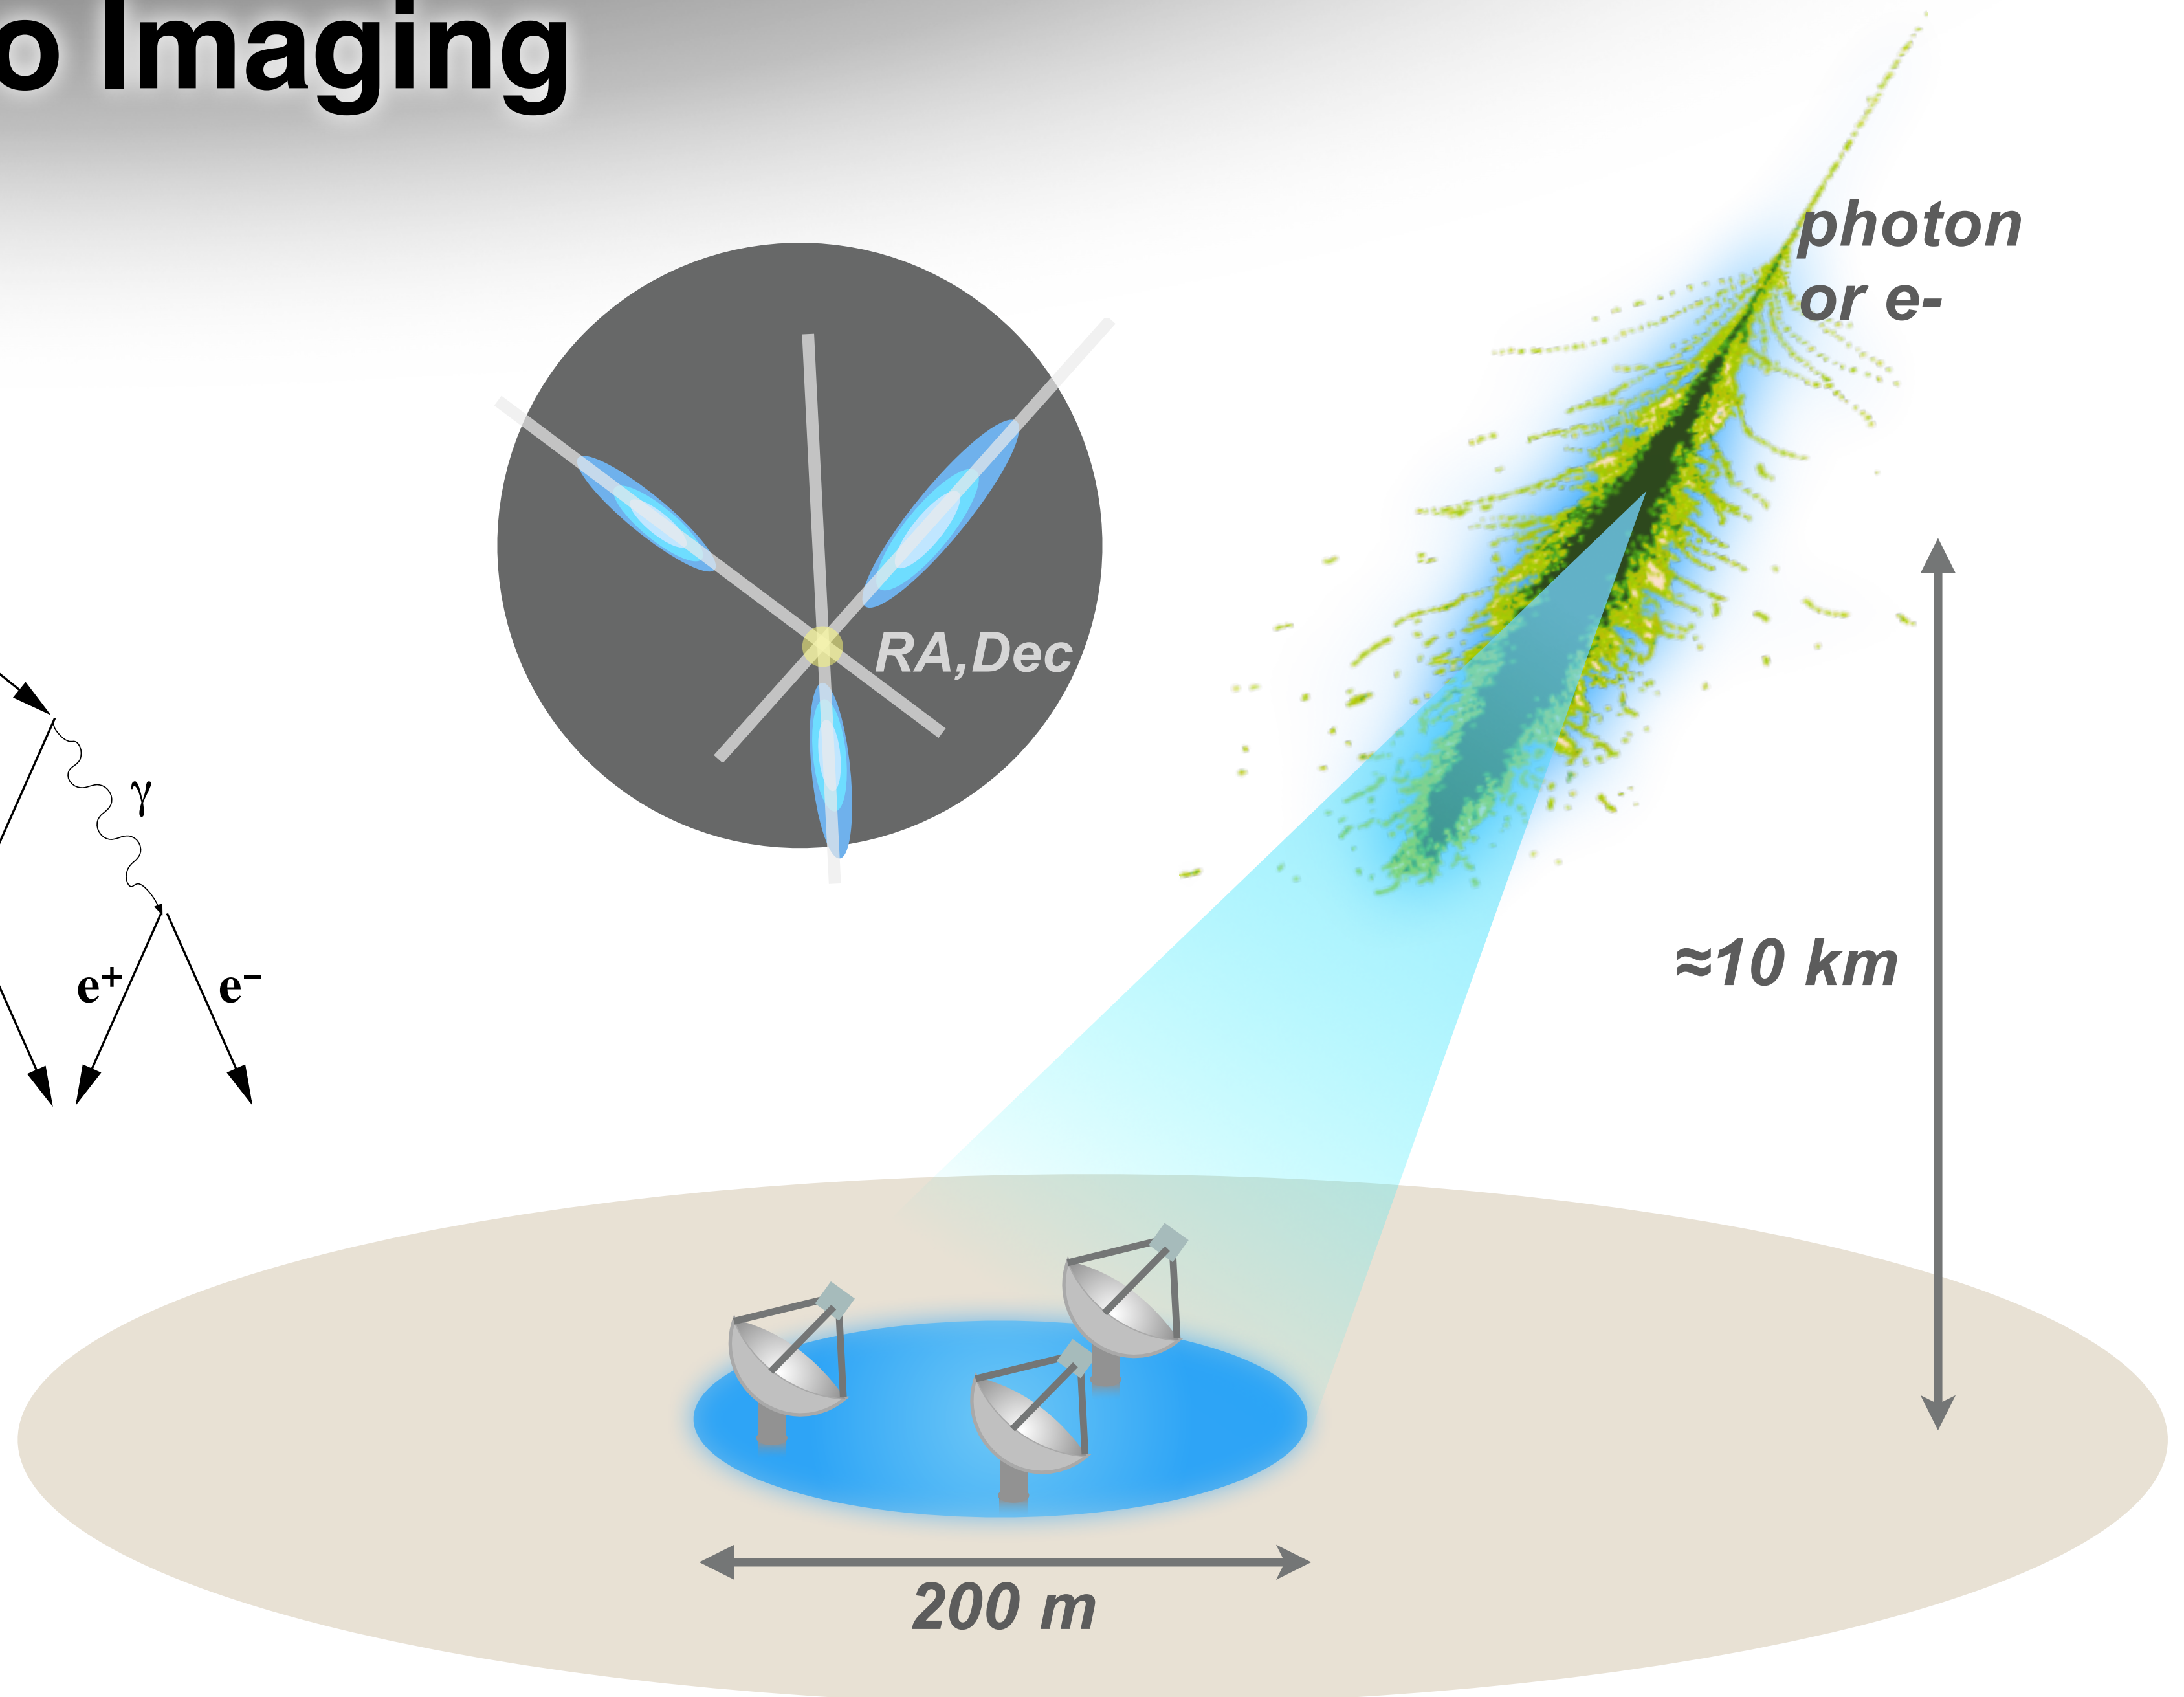 o Imaging
photon
or e-
RA,Dec
γ
≈10 km
e⁺
e⁻
200 m